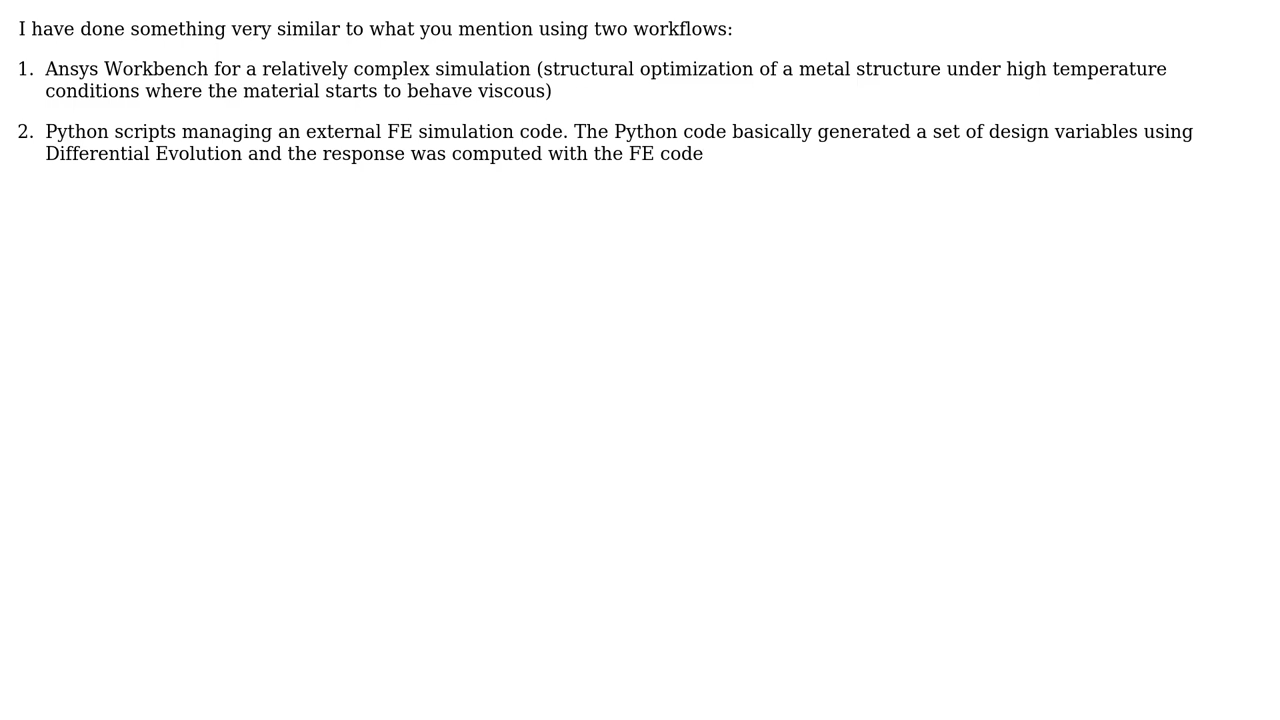 I have done something very similar to what you mention using two workflows:
1. Ansys Workbench for a relatively complex simulation (structural optimization of a metal structure under high temperature
conditions where the material starts to behave viscous)
2. Python scripts managing an external FE simulation code. The Python code basically generated a set of design variables using
Differential Evolution and the response was computed with the FE code